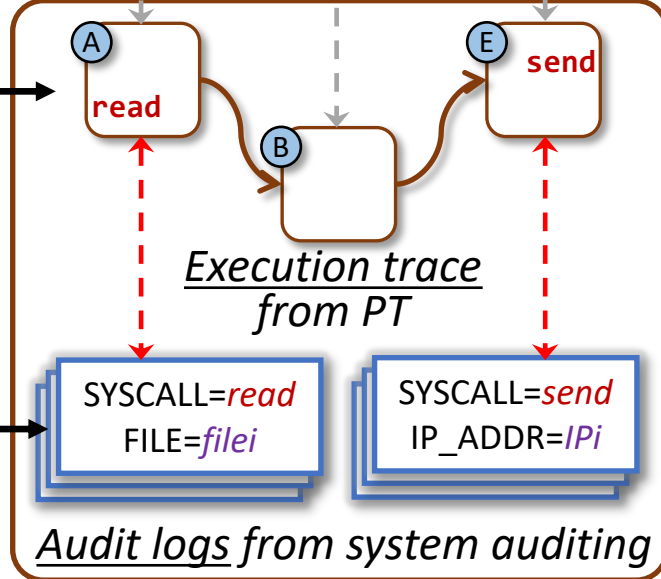 A
E
send
read
B
Execution trace
from PT
SYSCALL=read
FILE=filei
SYSCALL=send
IP_ADDR=IPi
Audit logs from system auditing